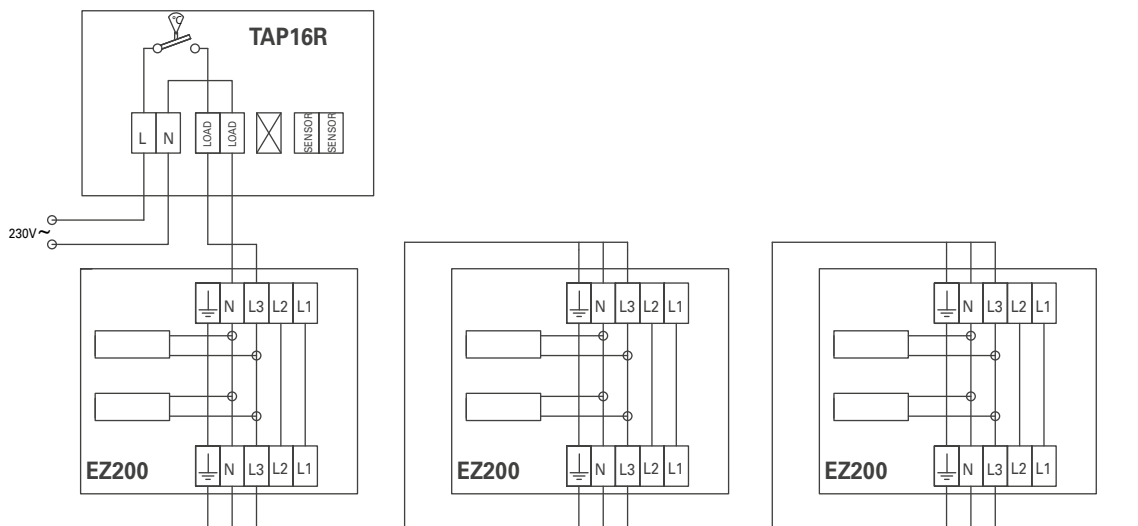 °C
TAP16R
L N LOAD LOAD SENSOR SENSOR
230V~
N L3 L2 L1
N L3 L2 L1
EZ200
N L3 L2 L1
N L3 L2 L1
EZ200
N L3 L2 L1
N L3 L2 L1
EZ200